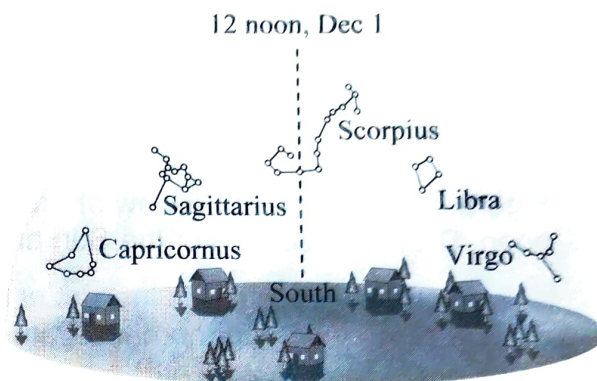 12 noon, Dec 1
Scorpius
Sagittarius
Libra
Capricornus
Virgo
South